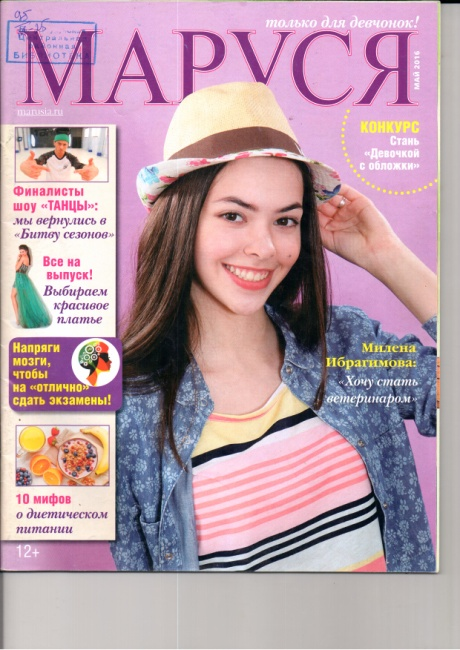 только для девчонок!
МАРУСЯ
marusia.ru
МАЙ 2016
БИБЛИОТЕКА
КОНКУРС
Стань
«Девочкой
с обложки»
Финалисты
шоу «ТАНЦЫ»:
мы вернулись в
«Битву сезонов»
Все на
выпуск!
Выбираем
красивое
платье
Напряги
мозги,
чтобы
на «отлично»
сдать экзамены!
Милена
Ибрагимова:
«Хочу стать
ветеринаром»
10 мифов
о диетическом
питании
12+